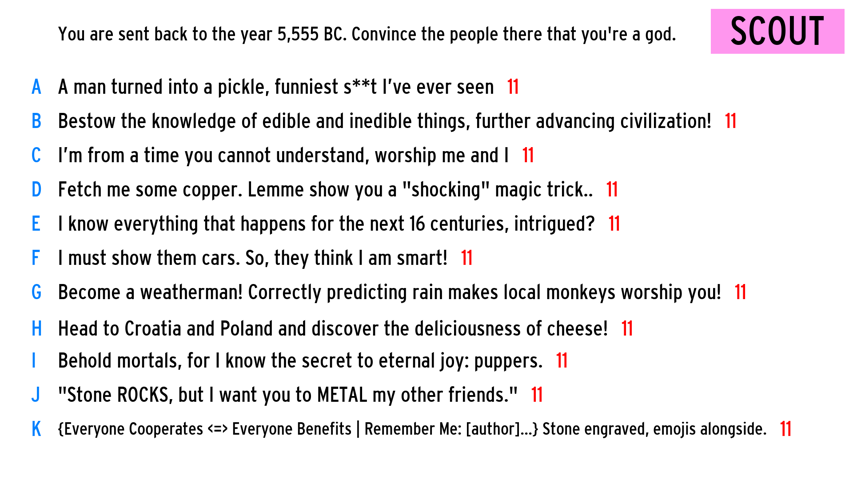 You are sent back to the year 5,555 BC. Convince the people there that you're a god.
SCOUT
A A man turned into a pickle, funniest s**t I've ever seen 11
B Bestow the knowledge of edible and inedible things, further advancing civilization! 11
C I'm from a time you cannot understand, worship me and I 11
D Fetch me some copper. Lemme show you a "shocking" magic trick.. 11
E I know everything that happens for the next 16 centuries, intrigued? 11
F I must show them cars. So, they think I am smart! 11
G Become a weatherman! Correctly predicting rain makes local monkeys worship you! 11
H Head to Croatia and Poland and discover the deliciousness of cheese! 11
I Behold mortals, for I know the secret to eternal joy: puppers. 11
J "Stone ROCKS, but I want you to METAL my other friends." 11
K {Everyone Cooperates <=> Everyone Benefits | Remember Me: [author]...} Stone engraved, emojis alongside. 11